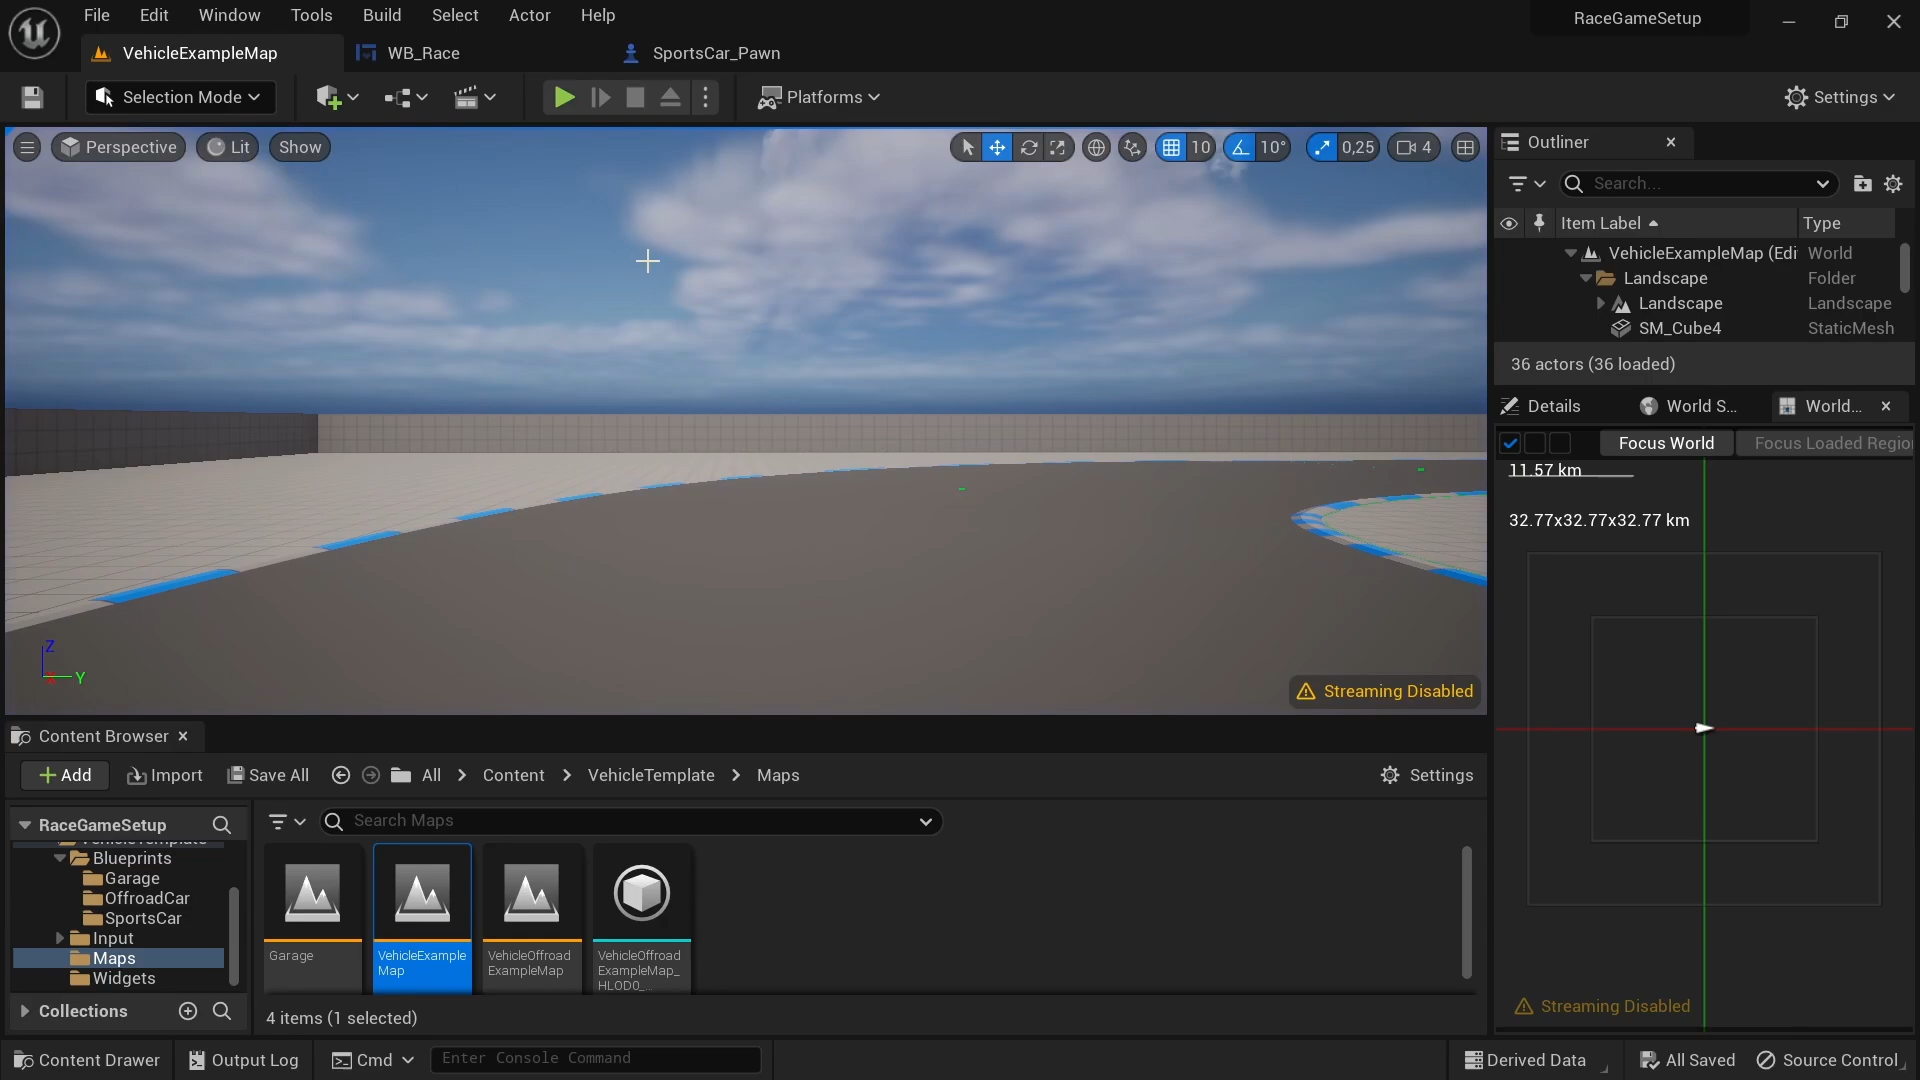 File Edit Window Tools Build Select Actor Help
RaceGameSetup
VehicleExampleMap
WB_Race
SportsCar_Pawn
Selection Mode
Platforms
Settings
Perspective
Lit
Show
10
10°
0,25
4
Outliner
Search...
Item Label
Type
VehicleExampleMap (Edi World
Landscape Folder
Landscape Landscape
SM_Cube4 StaticMesh
36 actors (36 loaded)
Details
World S...
World...
Focus World
Focus Loaded Regio
11.57 km
32.77x32.77x32.77 km
Streaming Disabled
Z
Y
Streaming Disabled
Content Browser
Add
Import
Save All
All
Content
VehicleTemplate
Maps
Settings
RaceGameSetup
VehicleTemplate
Blueprints
Garage
OffroadCar
SportsCar
Input
Maps
Widgets
Collections
Search Maps
Garage
VehicleExample
Map
VehicleOffroad
ExampleMap
VehicleOffroad
ExampleMap_
HLOD0_...
4 items (1 selected)
Content Drawer
Output Log
Cmd
Enter Console Command
Derived Data
All Saved
Source Control